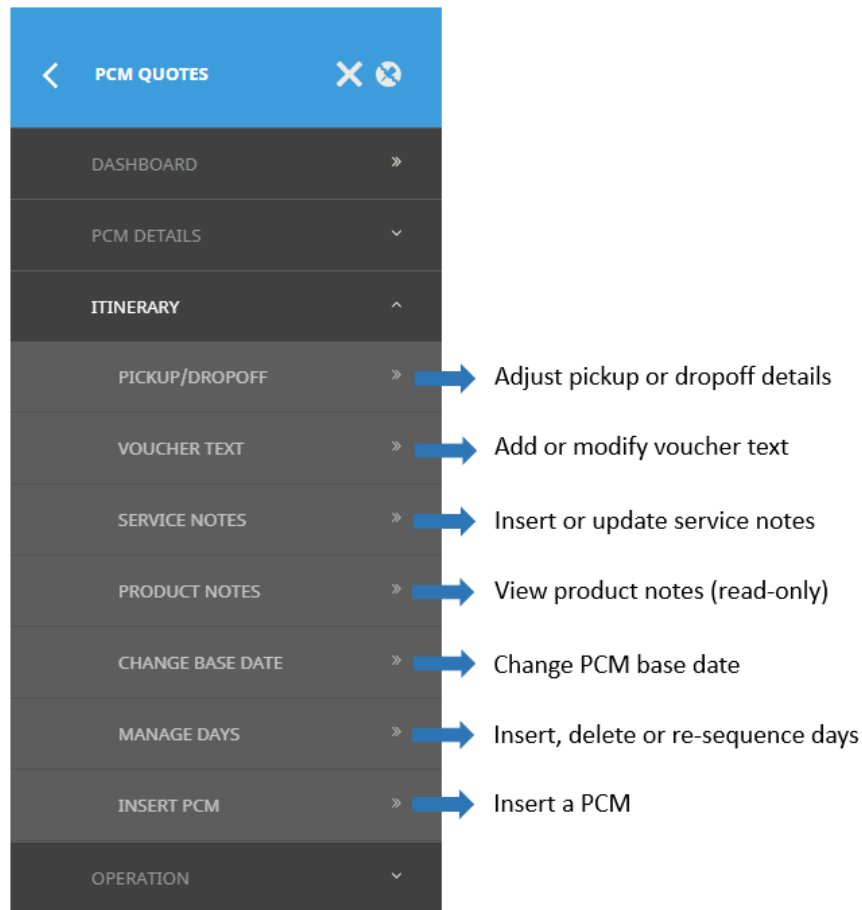 PCM QUOTES
DASHBOARD
PCM DETAILS
ITINERARY
PICKUP/DROPOFF Adjust pickup or dropoff details
VOUCHER TEXT Add or modify voucher text
SERVICE NOTES Insert or update service notes
PRODUCT NOTES View product notes (read-only)
CHANGE BASE DATE Change PCM base date
MANAGE DAYS Insert, delete or re-sequence days
INSERT PCM Insert a PCM
OPERATION